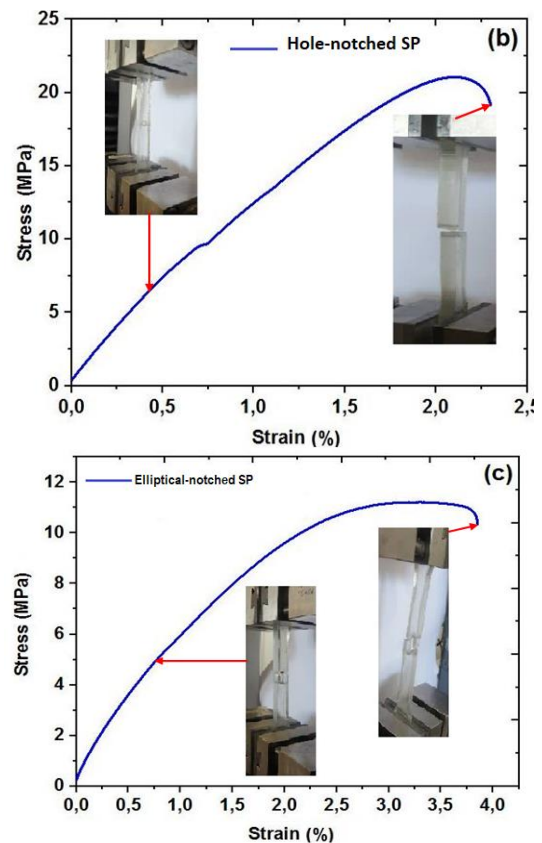 (b)
Hole-notched SP
25
20
15
10
5
0
Stress (MPa)
0,0 0,5 1,0 1,5 2,0 2,5
Strain (%)
(c)
Elliptical-notched SP
12
10
8
6
4
2
0
Stress (MPa)
0,0 0,5 1,0 1,5 2,0 2,5 3,0 3,5 4,0
Strain (%)